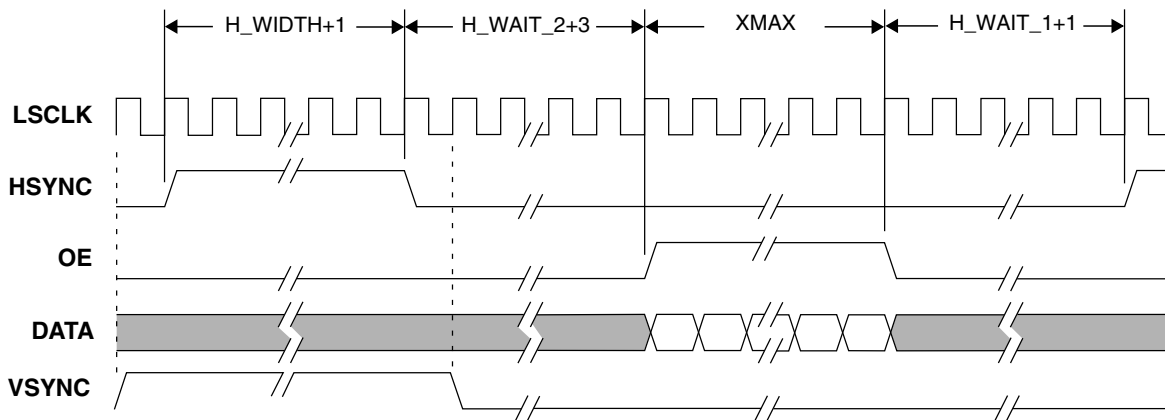 H_WIDTH+1 H_WAIT_2+3 XMAX H_WAIT_1+1
LSCLK
HSYNC
OE
DATA
VSYNC